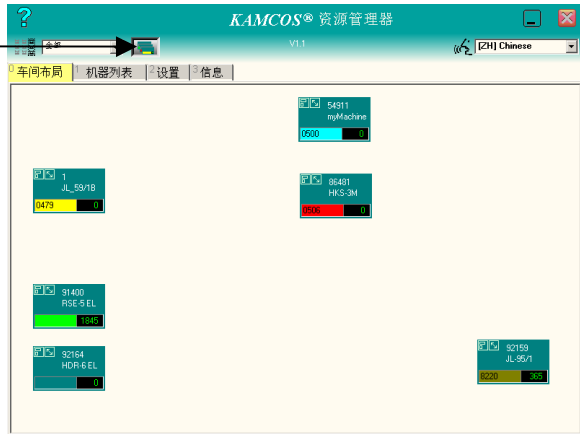 ?
KAMCOS® 资源管理器
全部
V1.1
[ZH] Chinese
0 车间布局
1 机器列表
2 设置
3 信息
54911
myMachine
0500 0
1
JL_59/1B
0479 0
86481
HKS-3M
0506 0
91400
RSE-5 EL
1845
92164
HDR-6 EL
0
92159
JL-95/1
8220 365